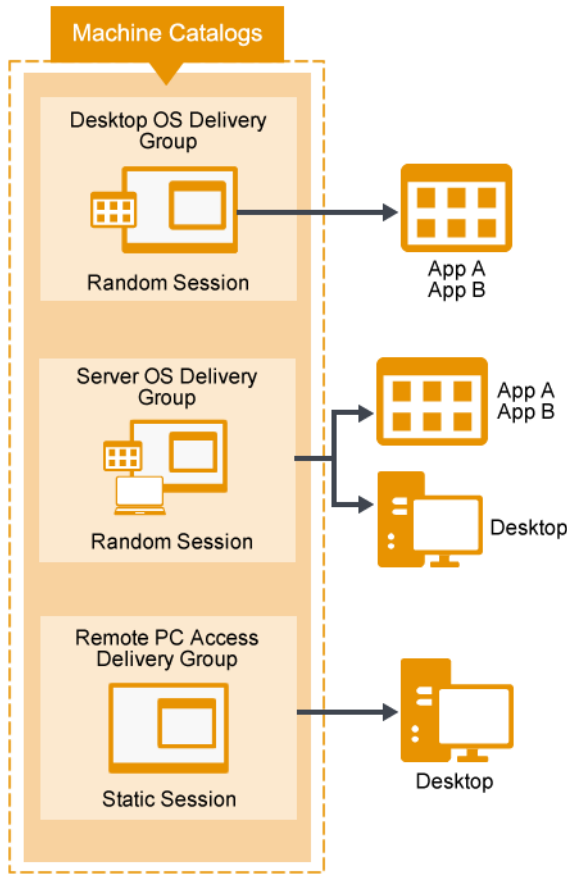 Machine Catalogs
Desktop OS Delivery
Group
Random Session
App A
App B
Server OS Delivery
Group
Random Session
App A
App B
Desktop
Remote PC Access
Delivery Group
Static Session
Desktop